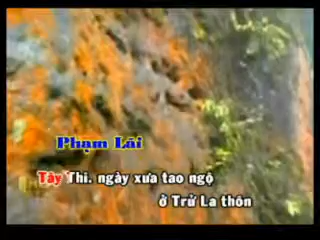 Phạm Lãi
Tây Thi. ngày xưa tao ngộ
ở Trữ La thôn